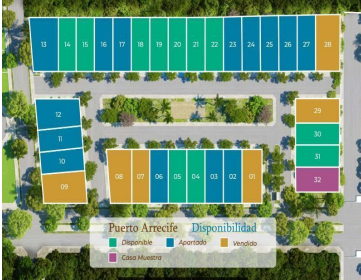 13 14 15 16 17 18 19 20 21 22 23 24 25 26 27 28
12
11
10
09
29
30
31
32
08 07 06 05 04 03 02 01
Puerto Arrecife Disponibilidad
Disponible Apartado Vendido
Casa Muestra